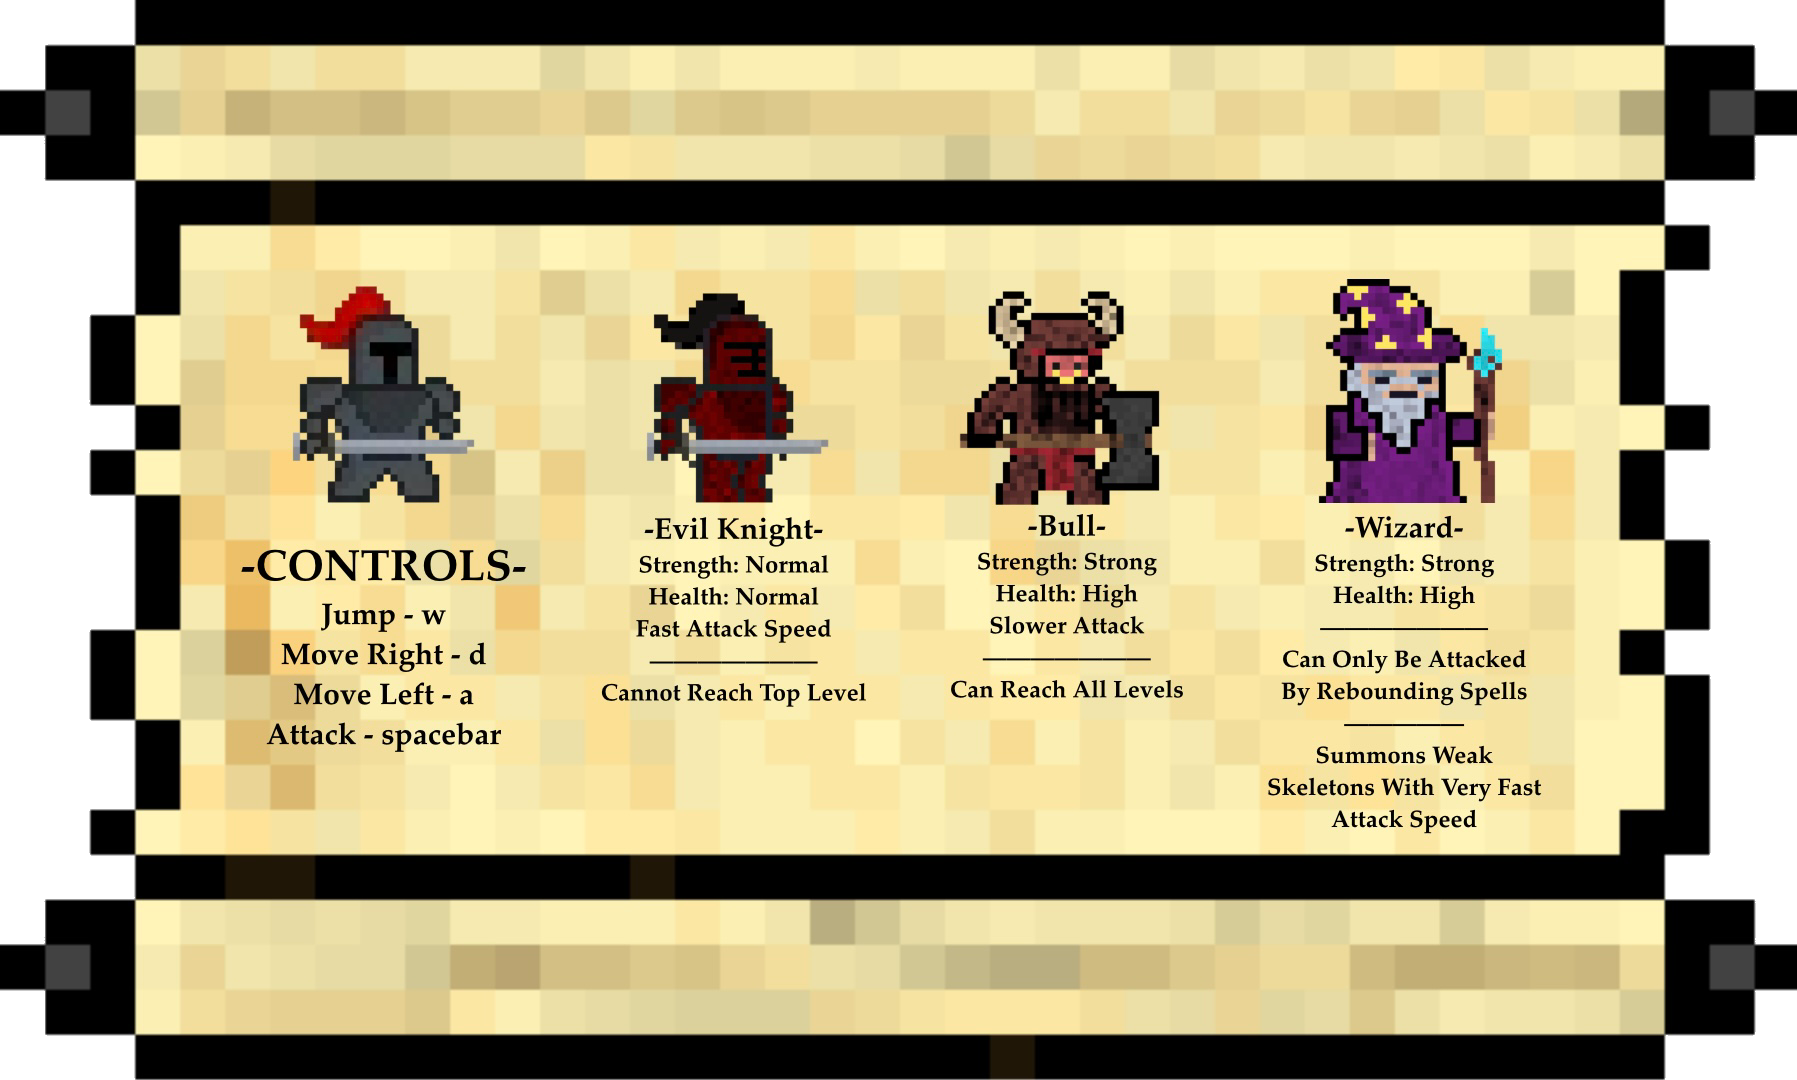 -CONTROLS-
Jump - w
Move Right - d
Move Left - a
Attack - spacebar
-Evil Knight-
Strength: Normal
Health: Normal
Fast Attack Speed
Cannot Reach Top Level
-Bull-
Strength: Strong
Health: High
Slower Attack
Can Reach All Levels
-Wizard-
Strength: Strong
Health: High
Can Only Be Attacked
By Rebounding Spells
Summons Weak
Skeletons With Very Fast
Attack Speed